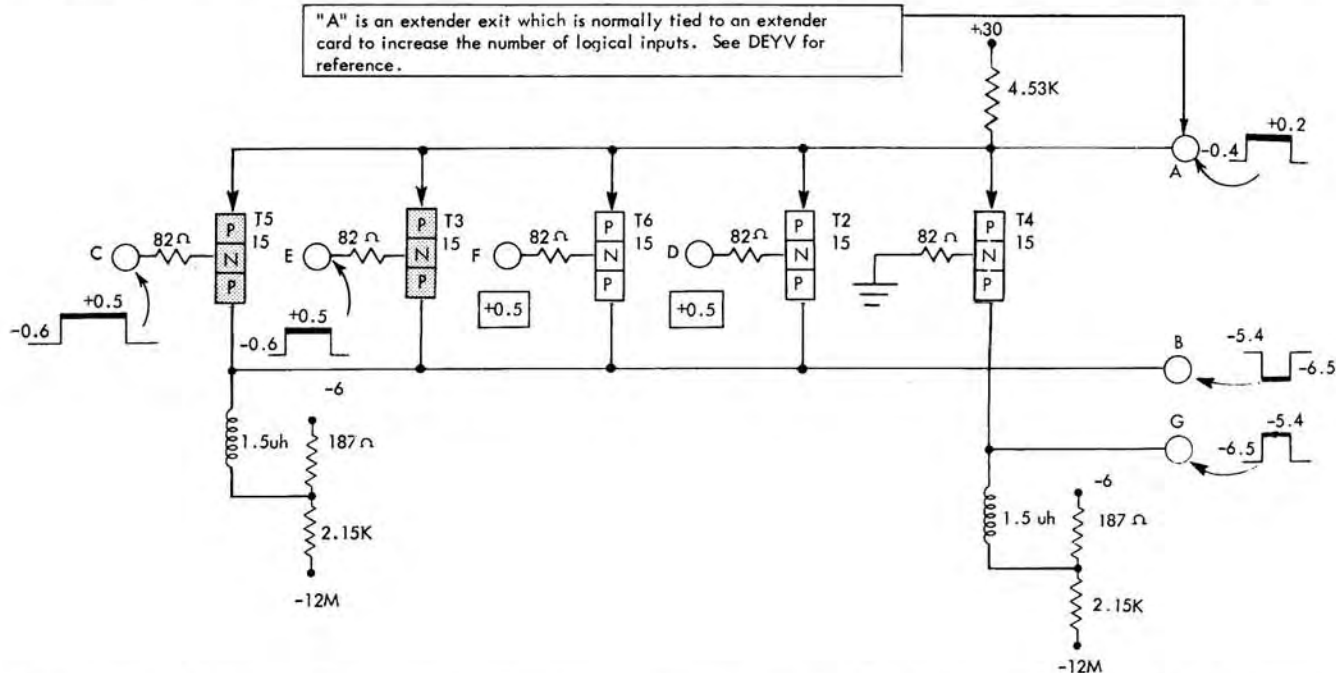 "A" is an extender exit which is normally tied to an extender
card to increase the number of logical inputs. See DEYV for
reference.
+30
4.53K
+0.2
-0.4
A
T5
15
T3
15
T6
15
T2
15
T4
15
C
82Ω
E
82Ω
F
82Ω
D
82Ω
82Ω
P
N
P
P
N
P
P
N
P
P
N
P
P
N
P
+0.5
-0.6
+0.5
-0.6
+0.5
+0.5
B
-5.4
-6.5
G
-5.4
-6.5
-6
1.5uh
187Ω
2.15K
-12M
-6
1.5 uh
187Ω
2.15K
-12M